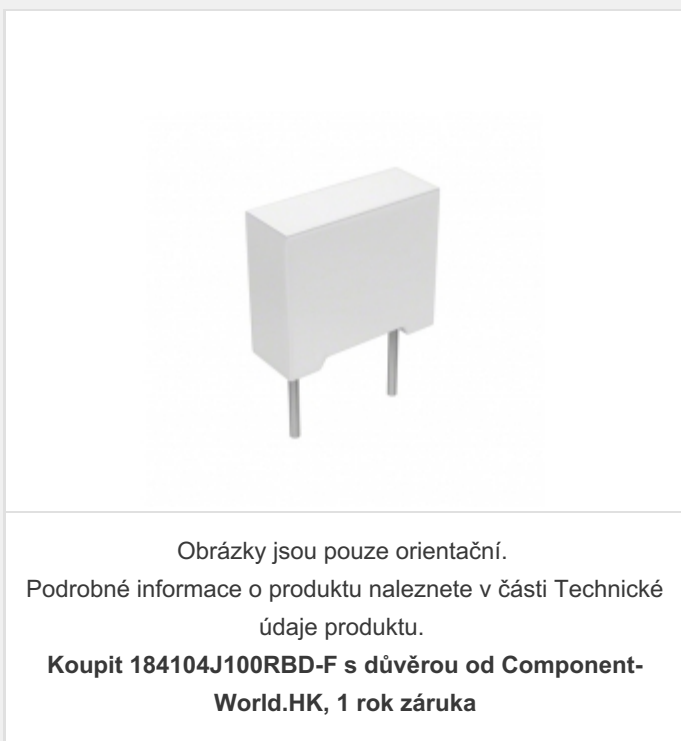 Obrázky jsou pouze orientační.
Podrobné informace o produktu naleznete v části Technické
údaje produktu.
Koupit 184104J100RBD-F s důvěrou od Component-
World.HK, 1 rok záruka